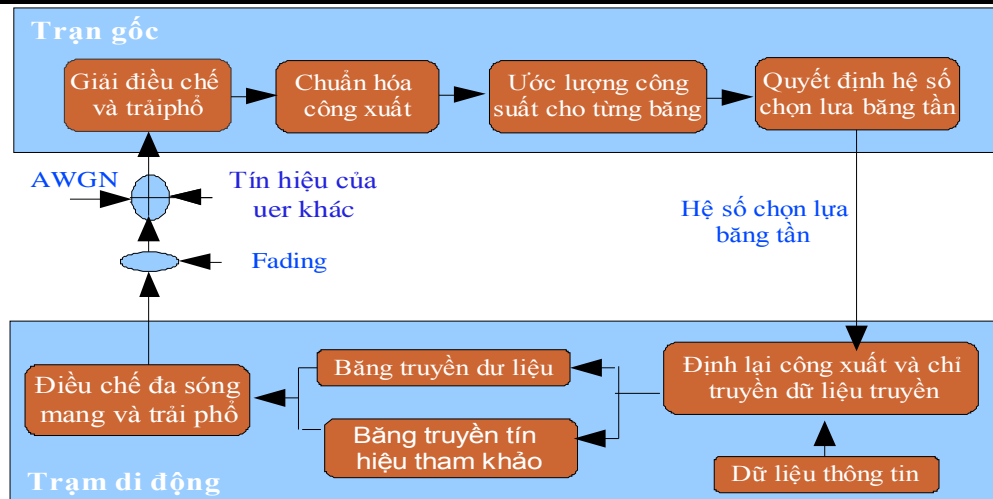 Trạn gốc
Giải điều chế
và trảiphổ
Chuẩn hóa
công xuất
Ước lượng công
suất cho từng băng
Quyết định hệ số
chọn lưa băng tần
AWGN
Tín hiệu của
uer khác
Fading
Hệ số chọn lựa
băng tần
Điều chế đa sóng
mang và trải phổ
Băng truyền dư liệu
Băng truyền tín
hiệu tham khảo
Định lại công xuất và chỉ
truyền dữ liệu truyền
Dữ liệu thông tin
Trạm di động